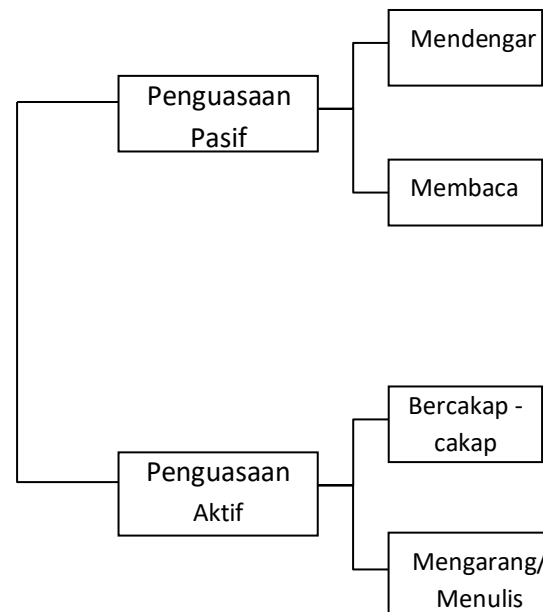 Penguasaan
Pasif
Mendengar
Membaca
Penguasaan
Aktif
Bercakap -
cakap
Mengarang/
Menulis